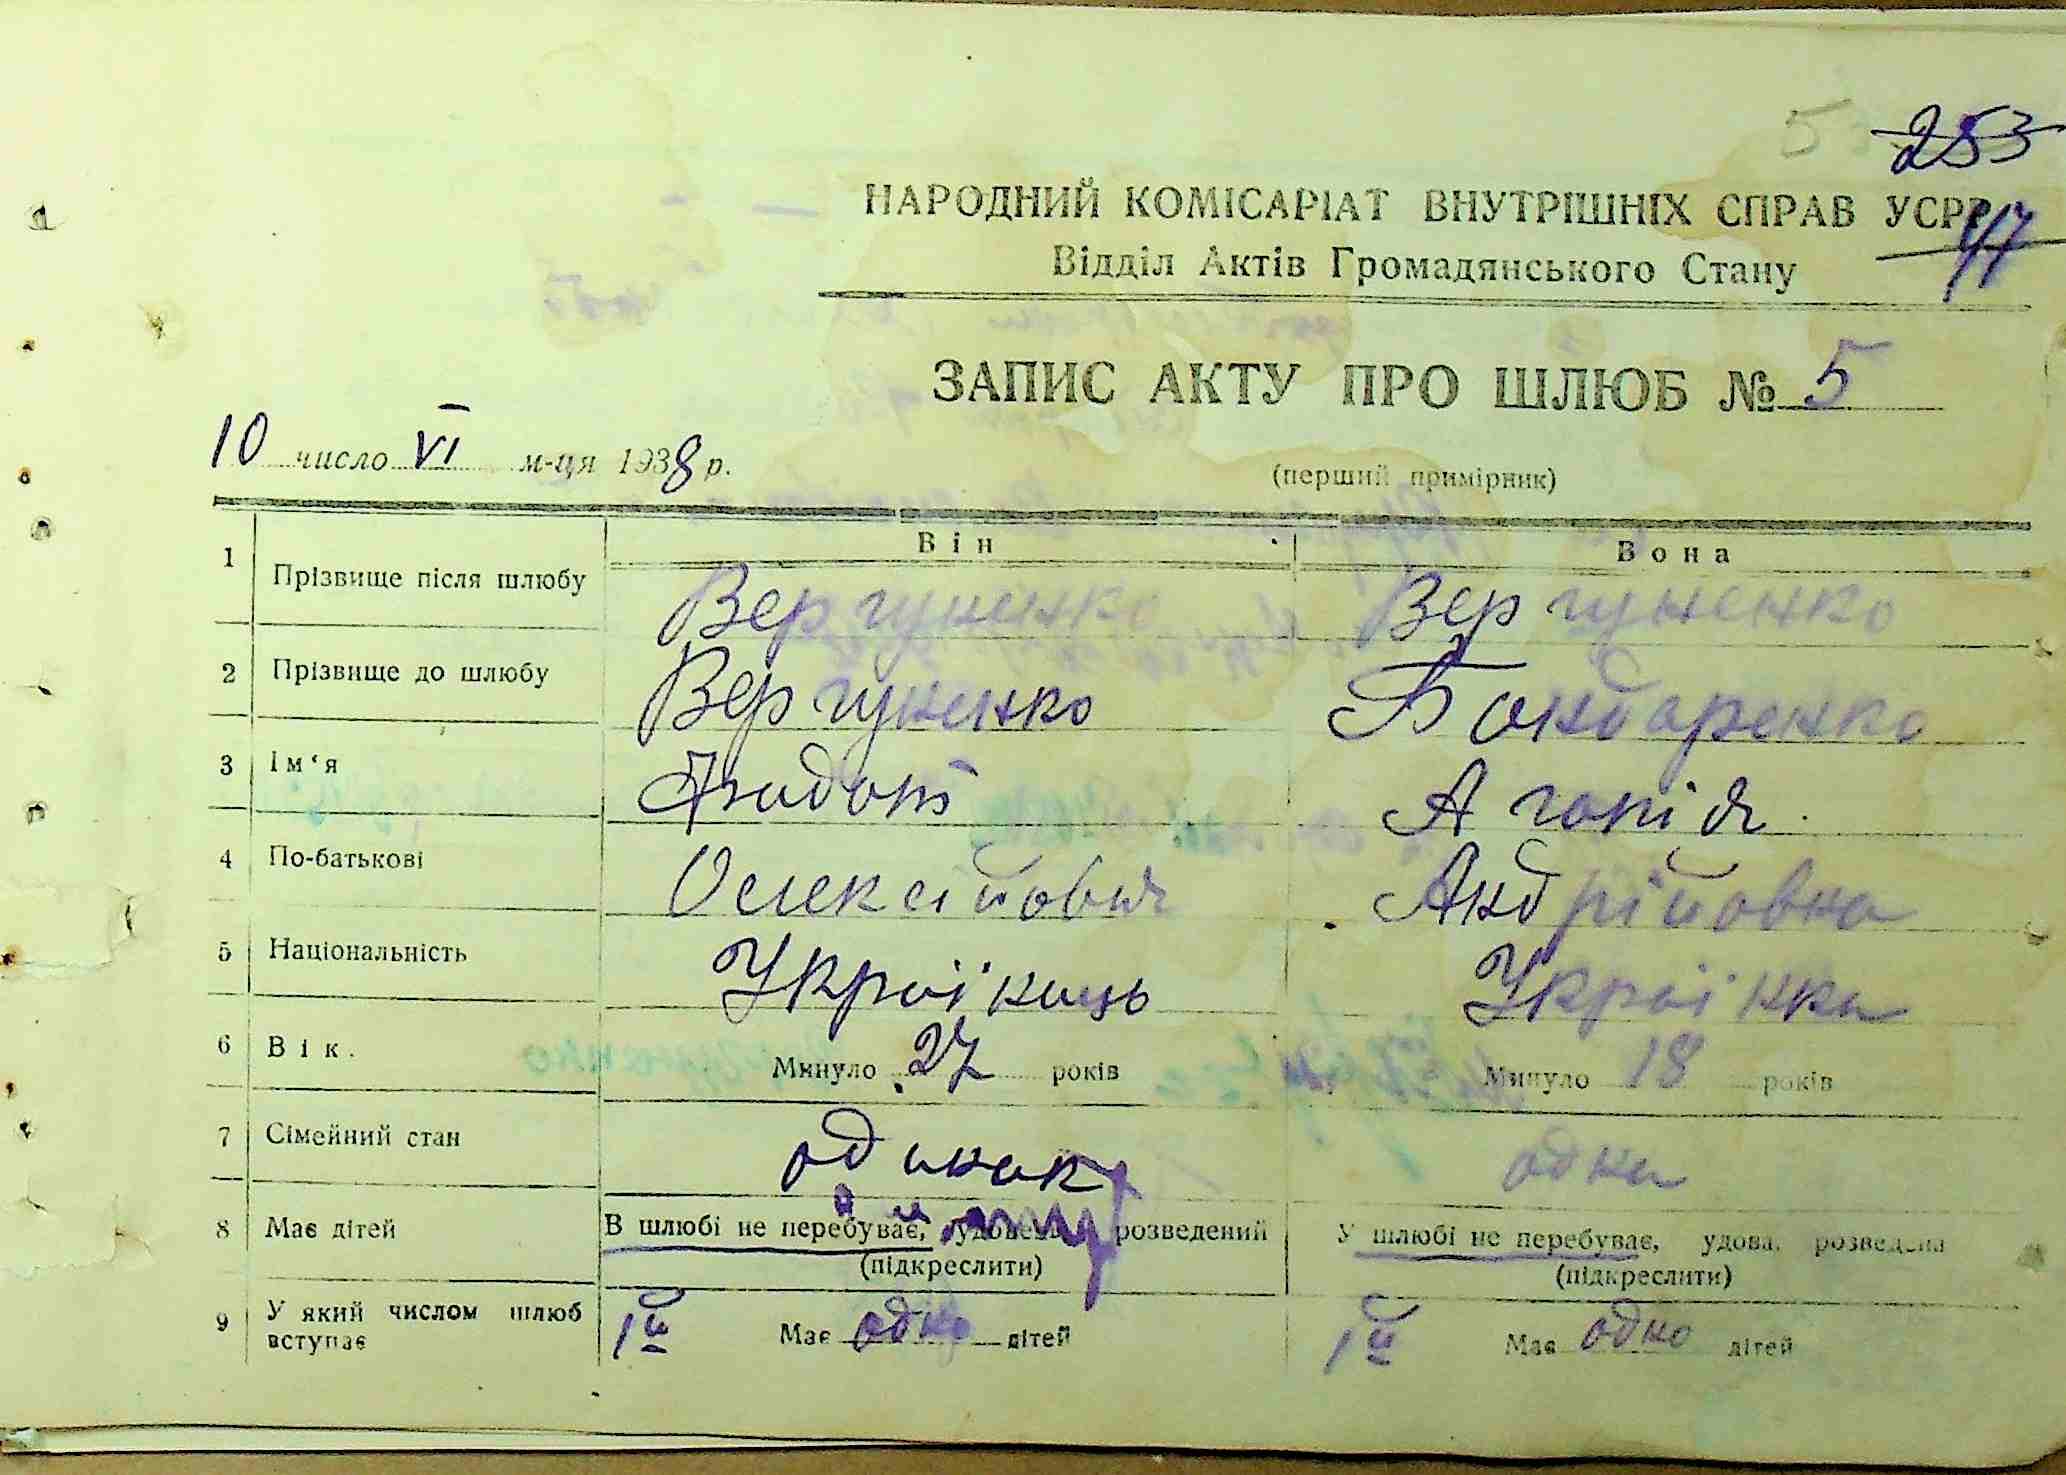 253
НАРОДНИЙ КОМІСАРІАТ ВНУТРІШНІХ СПРАВ УСРР
Відділ Актів Громадянського Стану
ЗАПИС АКТУ ПРО ШЛЮБ № 5
10 число VI м-ця 1938 р.
(перший примірник)
Він Вона
1 Прізвище після шлюбу Вергуненко Вергуненко
2 Прізвище до шлюбу Вергуненко Бондаренко
3 Ім‘я Агапія
4 По-батькові Олексійович Андрійовна
5 Національність Українець Українка
6 Вік. Минуло 27 років Минуло 18 років
7 Сімейний стан одинак одна
8 Має дітей В шлюбі не перебуває, удовець розведений У шлюбі не перебуває, удова, розведена
(підкреслити) (підкреслити)
9 У який числом шлюб вступає 1й Має одно дітей 1й Має одно дітей